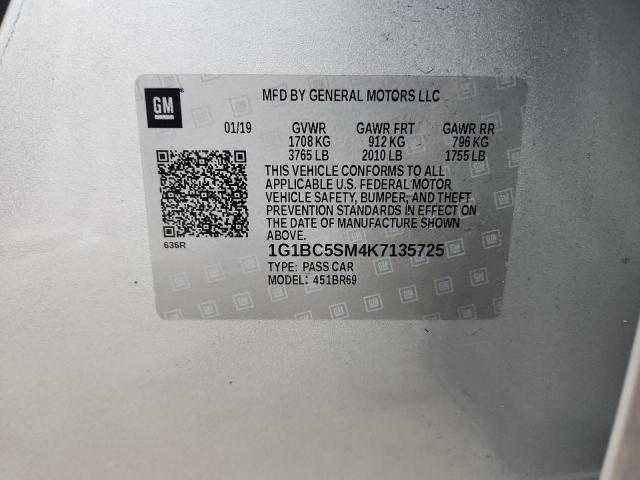 GM
MFD BY GENERAL MOTORS LLC
01/19 GVWR GAWR FRT GAWR RR
1708 KG 912 KG 796 KG
3765 LB 2010 LB 1755 LB
THIS VEHICLE CONFORMS TO ALL
APPLICABLE U.S. FEDERAL MOTOR
VEHICLE SAFETY, BUMPER, AND THEFT
PREVENTION STANDARDS IN EFFECT ON
THE DATE OF MANUFACTURE SHOWN
ABOVE.
636R
1G1BC5SM4K7135725
TYPE: PASS CAR
MODEL: 451BR69